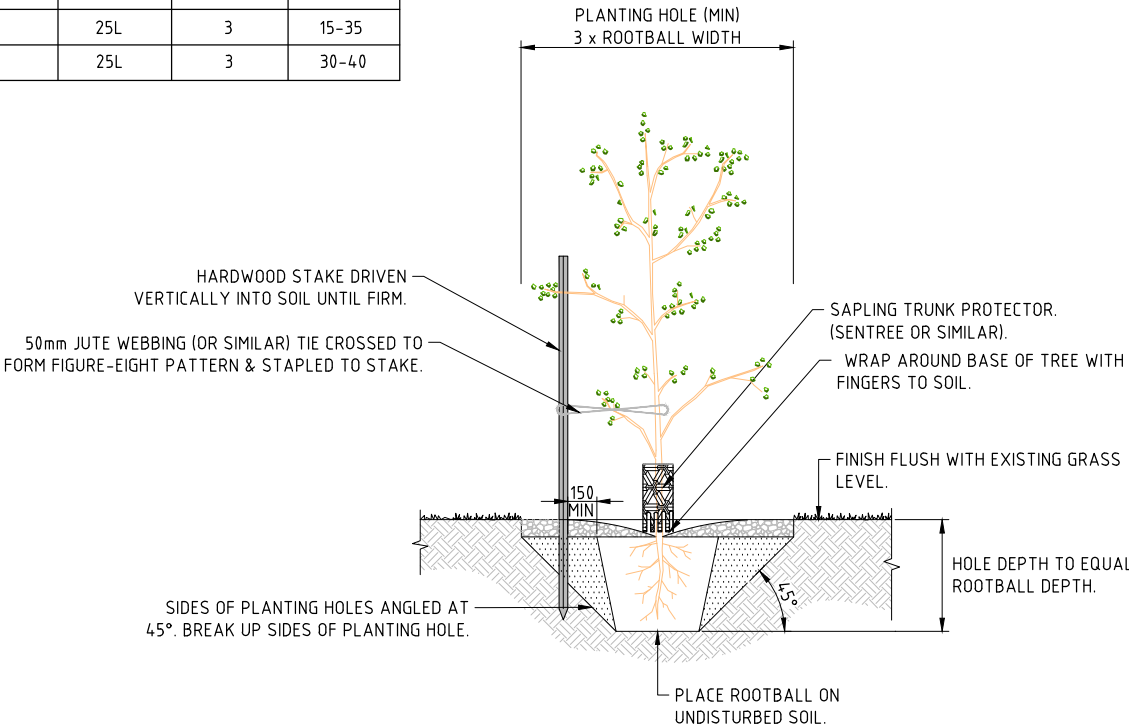 25L 3 15-35
25L 3 30-40
PLANTING HOLE (MIN)
3 x ROOTBALL WIDTH
HARDWOOD STAKE DRIVEN
VERTICALLY INTO SOIL UNTIL FIRM.
50mm JUTE WEBBING (OR SIMILAR) TIE CROSSED TO
FORM FIGURE-EIGHT PATTERN & STAPLED TO STAKE.
SAPLING TRUNK PROTECTOR.
(SENTREE OR SIMILAR).
WRAP AROUND BASE OF TREE WITH
FINGERS TO SOIL.
FINISH FLUSH WITH EXISTING GRASS
LEVEL.
150
MIN
HOLE DEPTH TO EQUAL
ROOTBALL DEPTH.
45°
SIDES OF PLANTING HOLES ANGLED AT
45°. BREAK UP SIDES OF PLANTING HOLE.
PLACE ROOTBALL ON
UNDISTURBED SOIL.